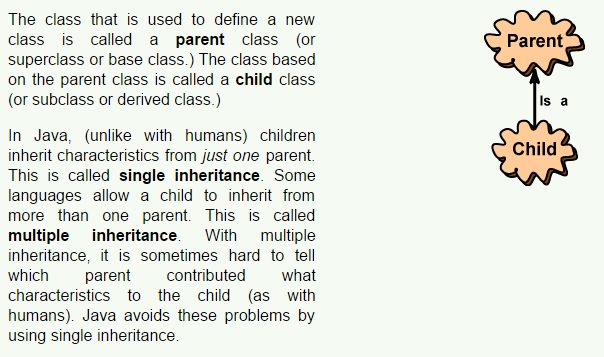 The class that is used to define a new
class is called a parent class (or
superclass or base class.) The class based
on the parent class is called a child class
(or subclass or derived class.)
In Java, (unlike with humans) children
inherit characteristics from just one parent.
This is called single inheritance. Some
languages allow a child to inherit from
more than one parent. This is called
multiple inheritance. With multiple
inheritance, it is sometimes hard to tell
which parent contributed what
characteristics to the child (as with
humans). Java avoids these problems by
using single inheritance.
Parent
Is a
Child